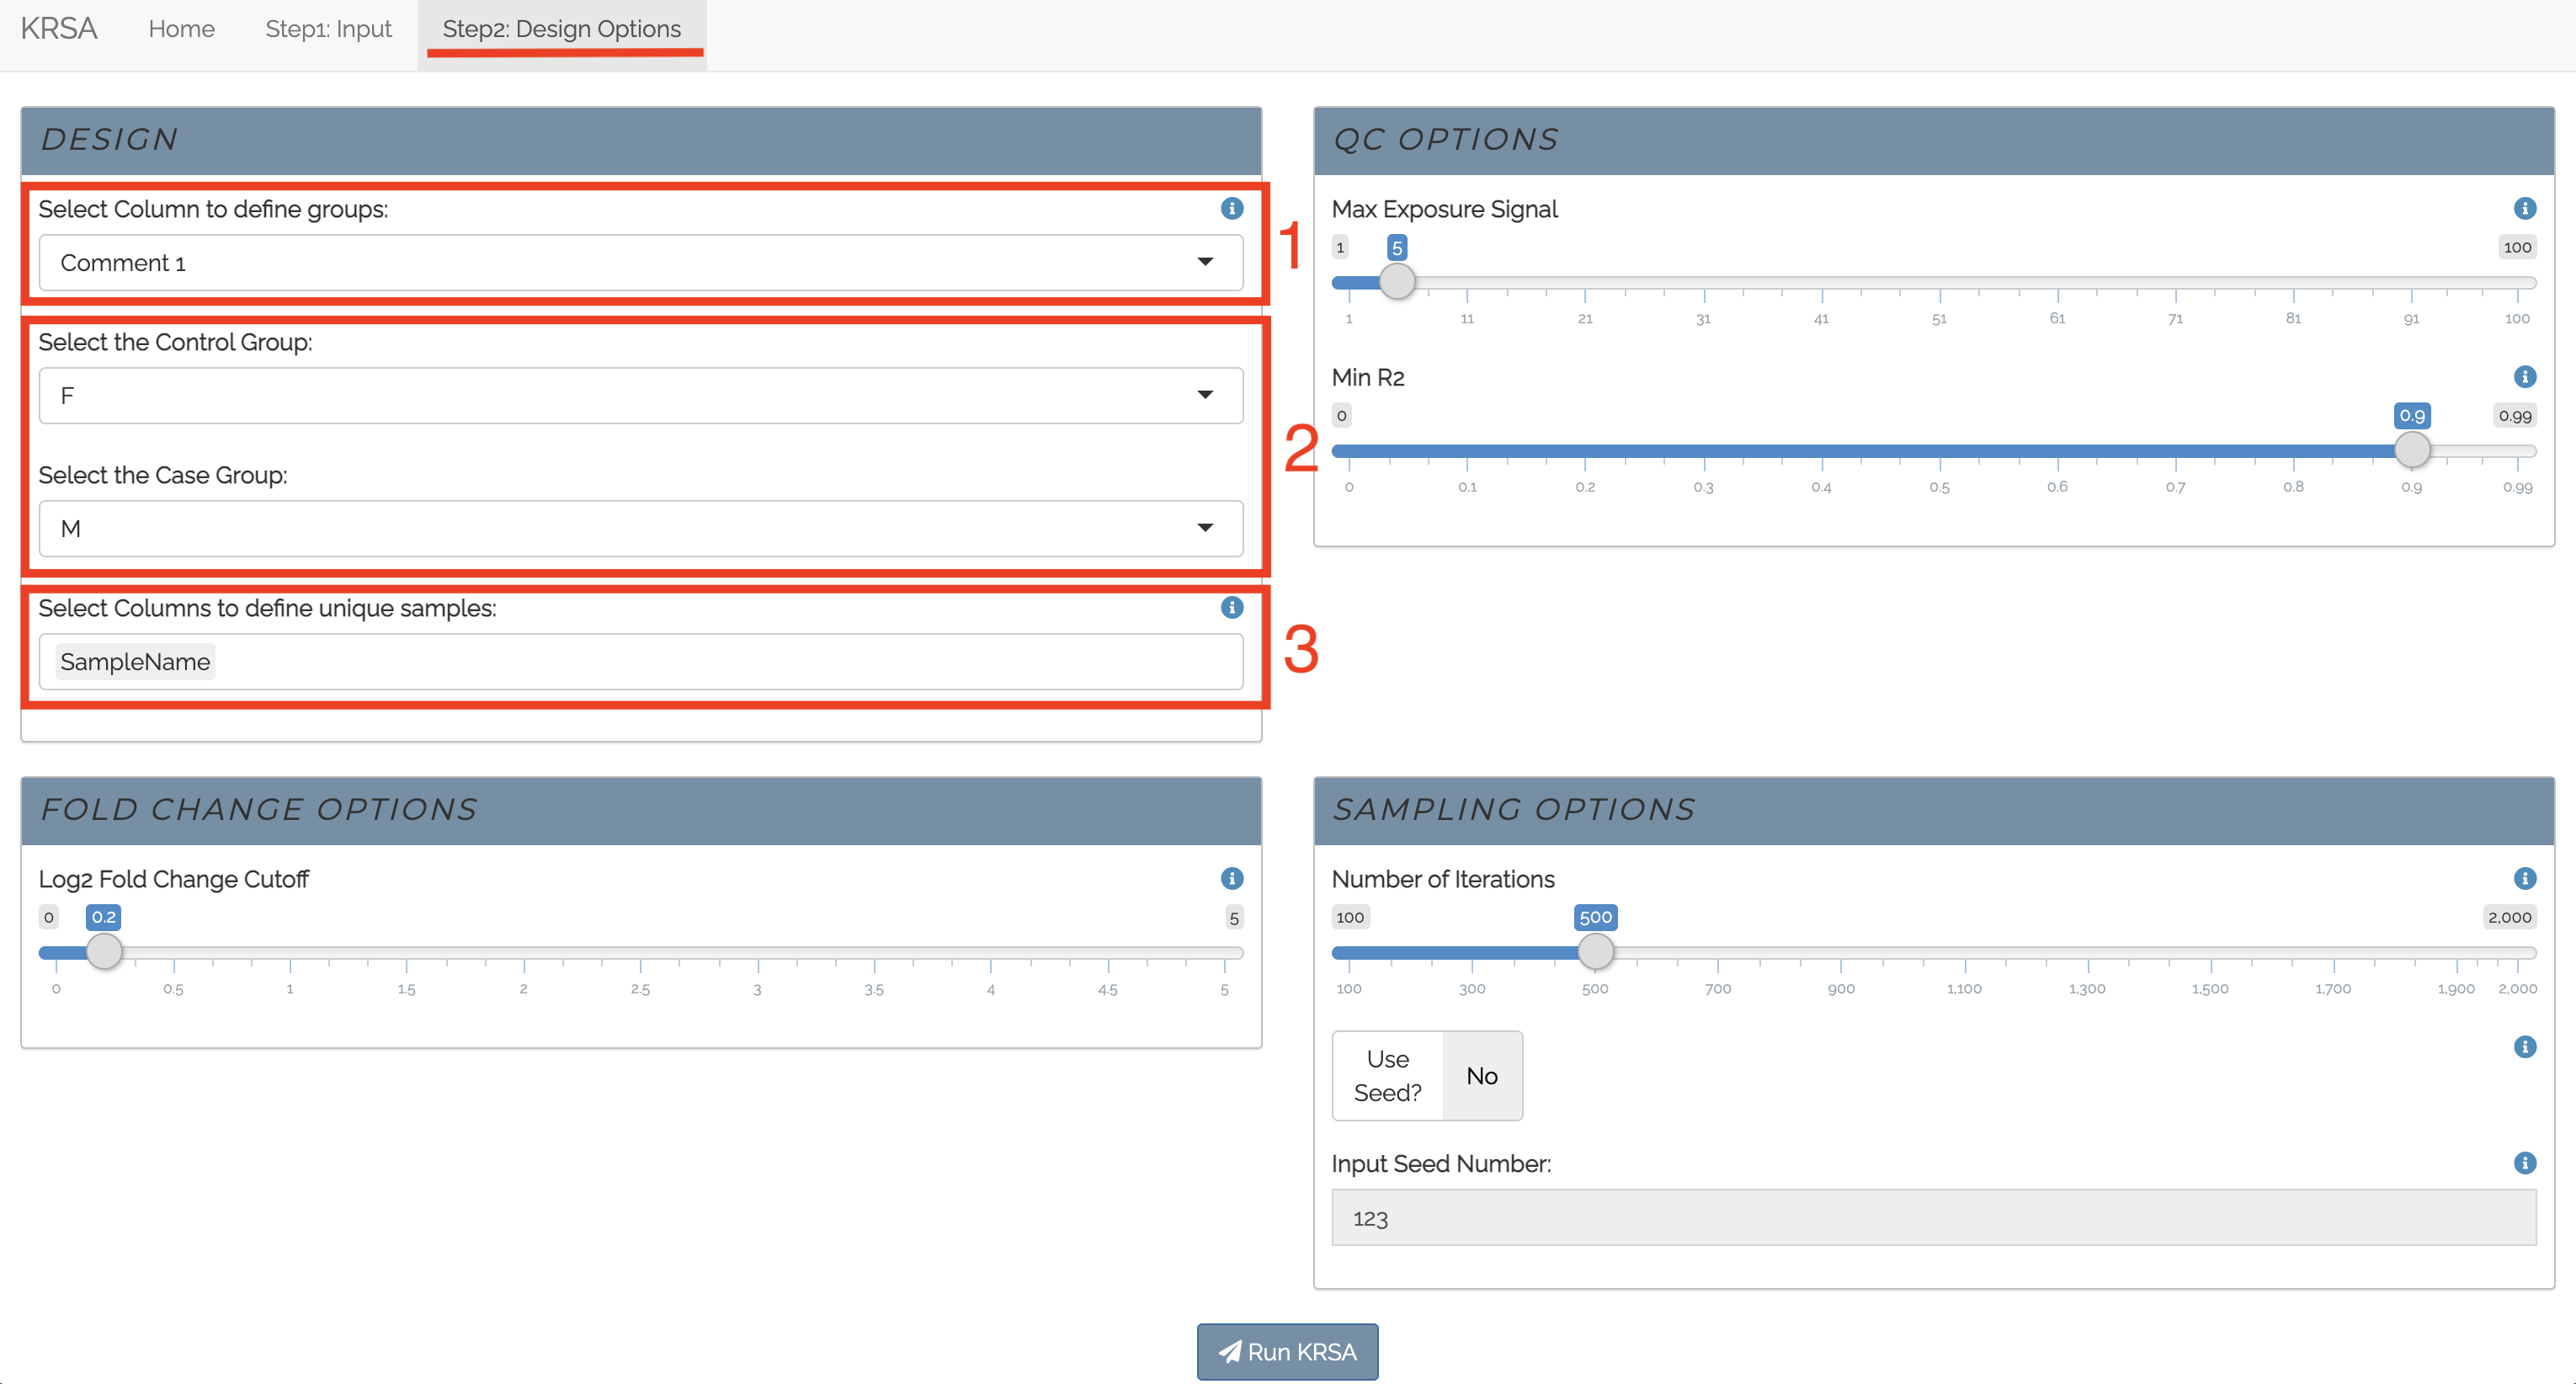 KRSA Home Step1: Input Step2: Design Options
DESIGN
Select Column to define groups:
Comment 1
1
Select the Control Group:
F
Select the Case Group:
M
2
Select Columns to define unique samples:
SampleName
3
QC OPTIONS
Max Exposure Signal
1 5 100
1 11 21 31 41 51 61 71 81 91 100
Min R2
0 0.9 0.99
0 0.1 0.2 0.3 0.4 0.5 0.6 0.7 0.8 0.9 0.99
FOLD CHANGE OPTIONS
Log2 Fold Change Cutoff
0 0.2 5
0 0.5 1 1.5 2 2.5 3 3.5 4 4.5 5
SAMPLING OPTIONS
Number of Iterations
100 500 2,000
100 300 500 700 900 1,100 1,300 1,500 1,700 1,900 2,000
Use
Seed?
No
Input Seed Number:
123
Run KRSA